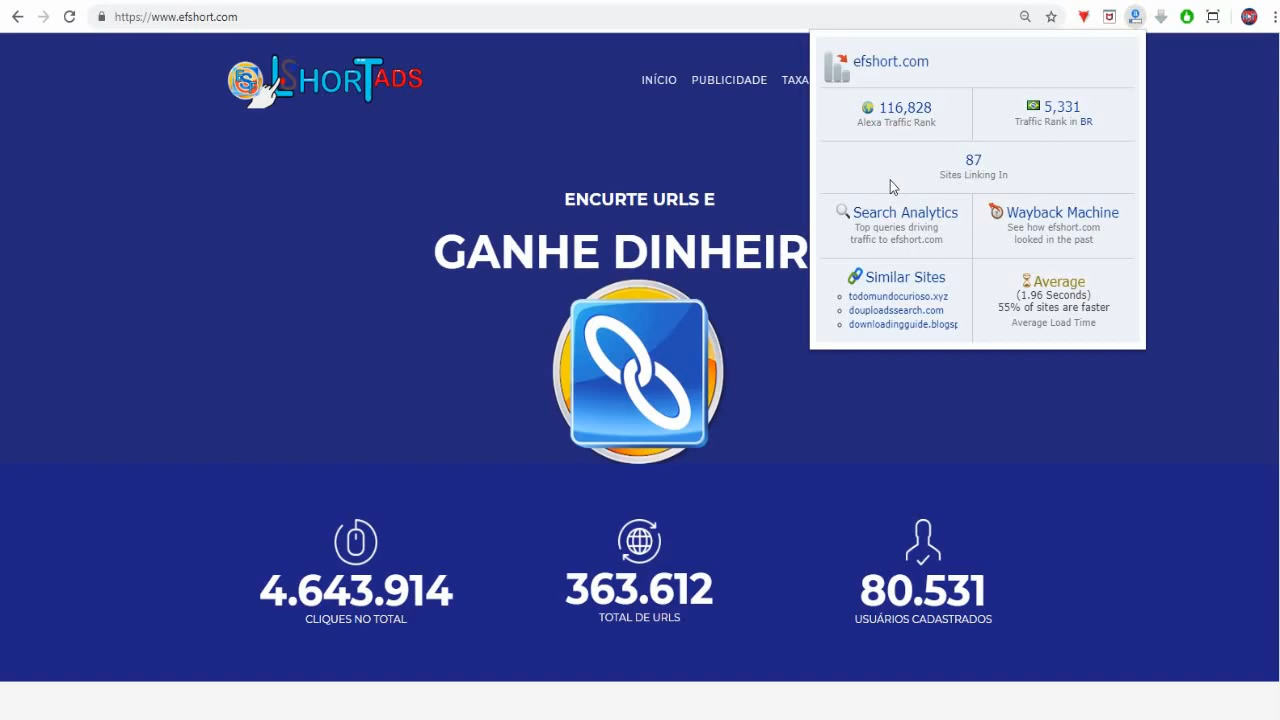 https://www.efshort.com
SHORTADS
INÍCIO PUBLICIDADE TAXA
ENCURTE URLS E
GANHE DINHEIR
efshort.com
116,828
Alexa Traffic Rank
5,331
Traffic Rank in BR
87
Sites Linking In
Search Analytics
Top queries driving
traffic to efshort.com
Wayback Machine
See how efshort.com
looked in the past
Similar Sites
todomundocurioso.xyz
douploadssearch.com
downloadingguide.blogsp
Average
(1.96 Seconds)
55% of sites are faster
Average Load Time
4.643.914
CLIQUES NO TOTAL
363.612
TOTAL DE URLS
80.531
USUÁRIOS CADASTRADOS